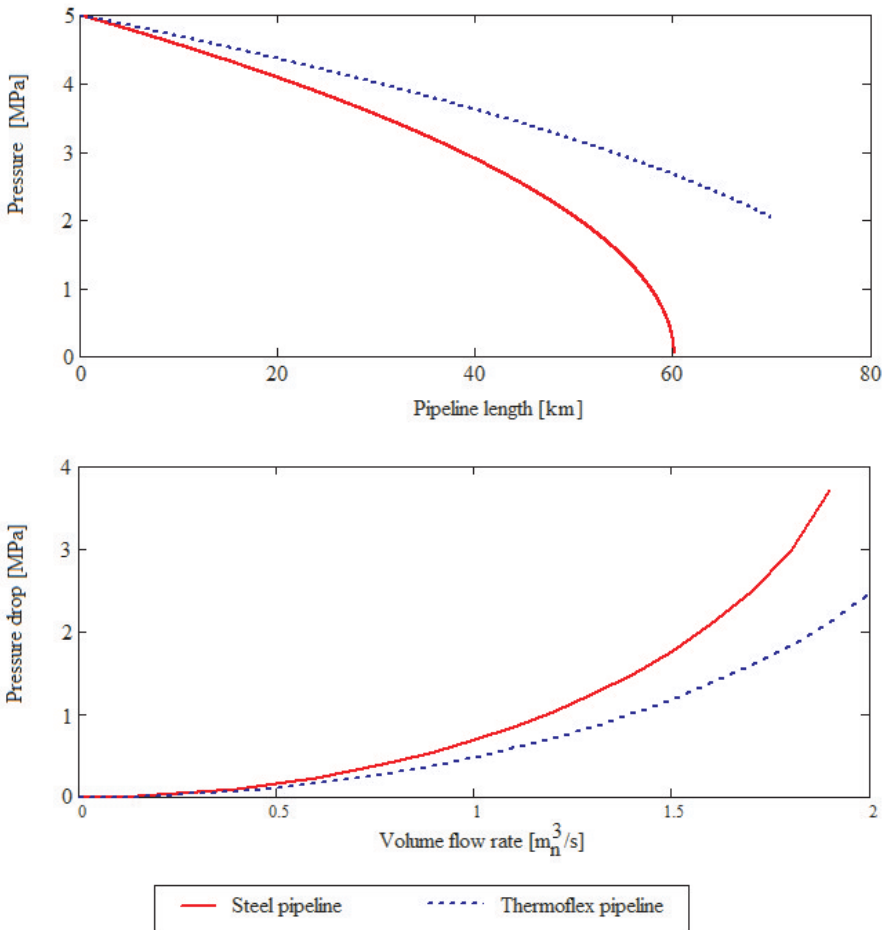 5
4
3
2
1
0
Pressure [MPa]
0 20 40 60 80
Pipeline length [km]
4
3
2
1
0
Pressure drop [MPa]
0 0.5 1 1.5 2
Volume flow rate [m_n^3/s]
Steel pipeline Thermoflex pipeline